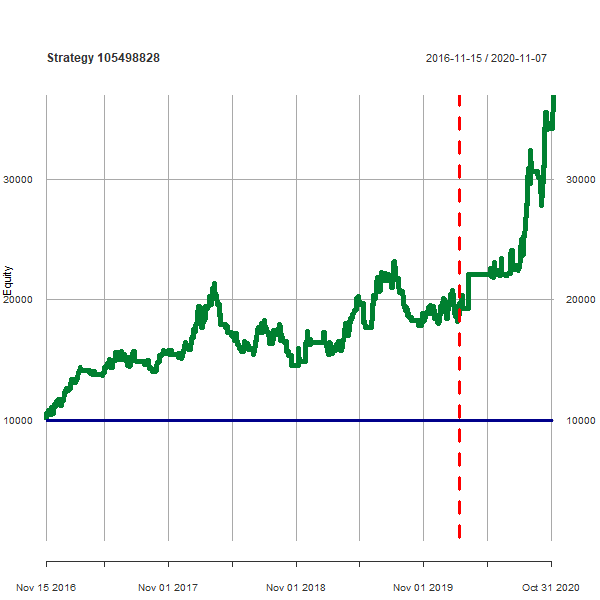 Strategy 105498828
2016-11-15 / 2020-11-07
30000
30000
Equity
20000
20000
10000
10000
Nov 15 2016
Nov 01 2017
Nov 01 2018
Nov 01 2019
Oct 31 2020